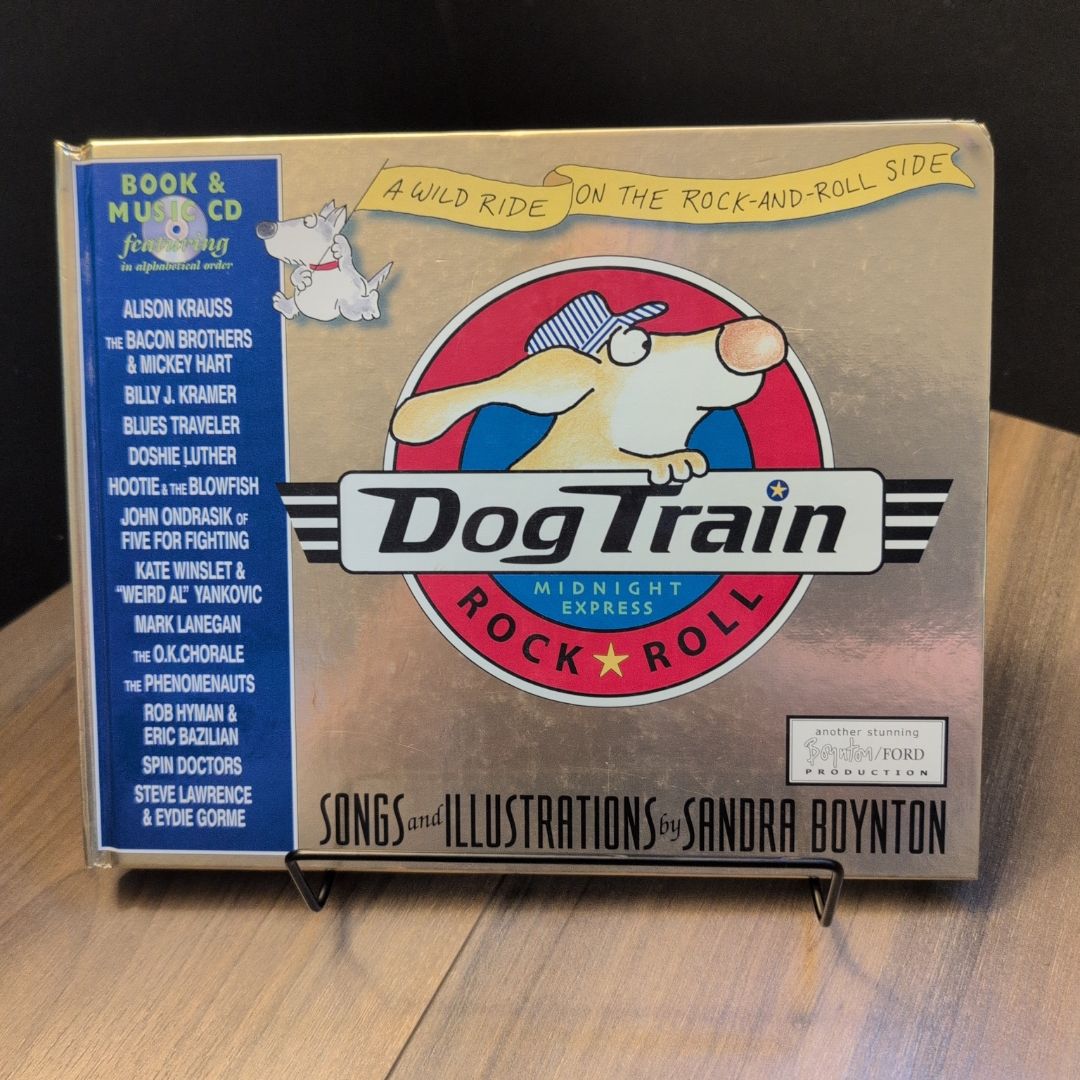 BOOK &
MUSIC CD
featuring
in alphabetical order
ALISON KRAUSS
THE BACON BROTHERS
& MICKEY HART
BILLY J. KRAMER
BLUES TRAVELER
DOSHIE LUTHER
HOOTIE & THE BLOWFISH
JOHN ONDRASIK OF
FIVE FOR FIGHTING
KATE WINSLET &
"WEIRD AL" YANKOVIC
MARK LANEGAN
THE O.K.CHORALE
THE PHENOMENAUTS
ROB HYMAN &
ERIC BAZILIAN
SPIN DOCTORS
STEVE LAWRENCE
& EYDIE GORME
A WILD RIDE ON THE ROCK-AND-ROLL SIDE
Dog Train
MIDNIGHT
EXPRESS
ROCK ROLL
another stunning
Boynton/FORD
PRODUCTION
SONGS and ILLUSTRATIONS by SANDRA BOYNTON